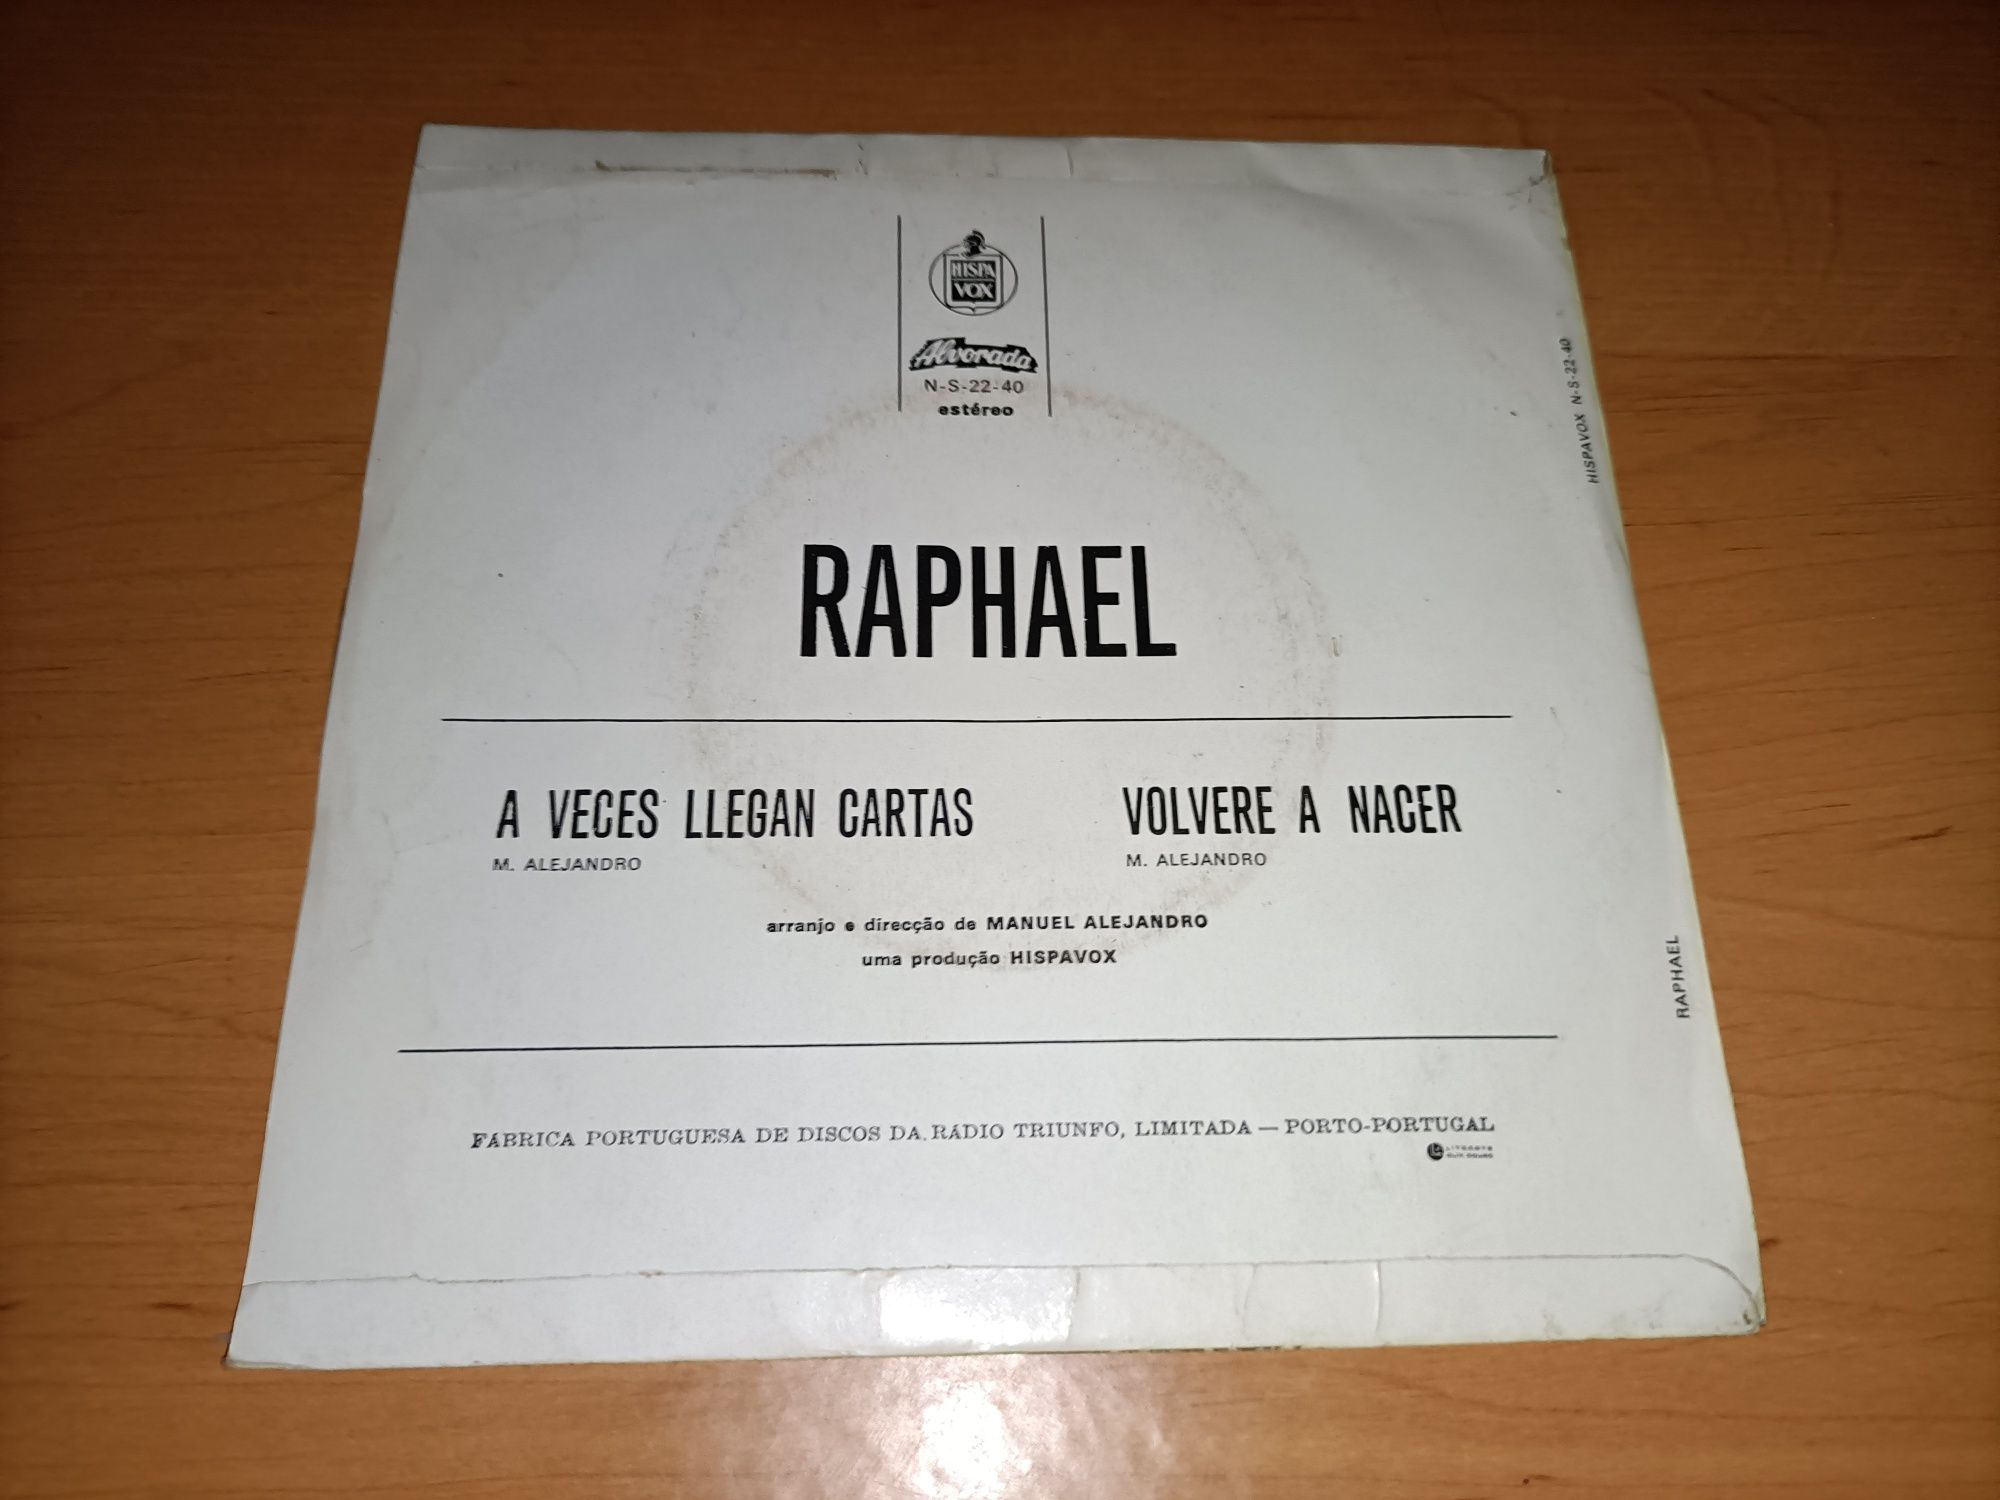 HISPA
VOX
Alvorada
N-S-22-40
estéreo
HISPAVOX N-S-22-40
RAPHAEL
A VECES LLEGAN CARTAS
M. ALEJANDRO
VOLVERE A NACER
M. ALEJANDRO
arranjo e direcção de MANUEL ALEJANDRO
uma produção HISPAVOX
RAPHAEL
FÁBRICA PORTUGUESA DE DISCOS DA RÁDIO TRIUNFO, LIMITADA — PORTO-PORTUGAL